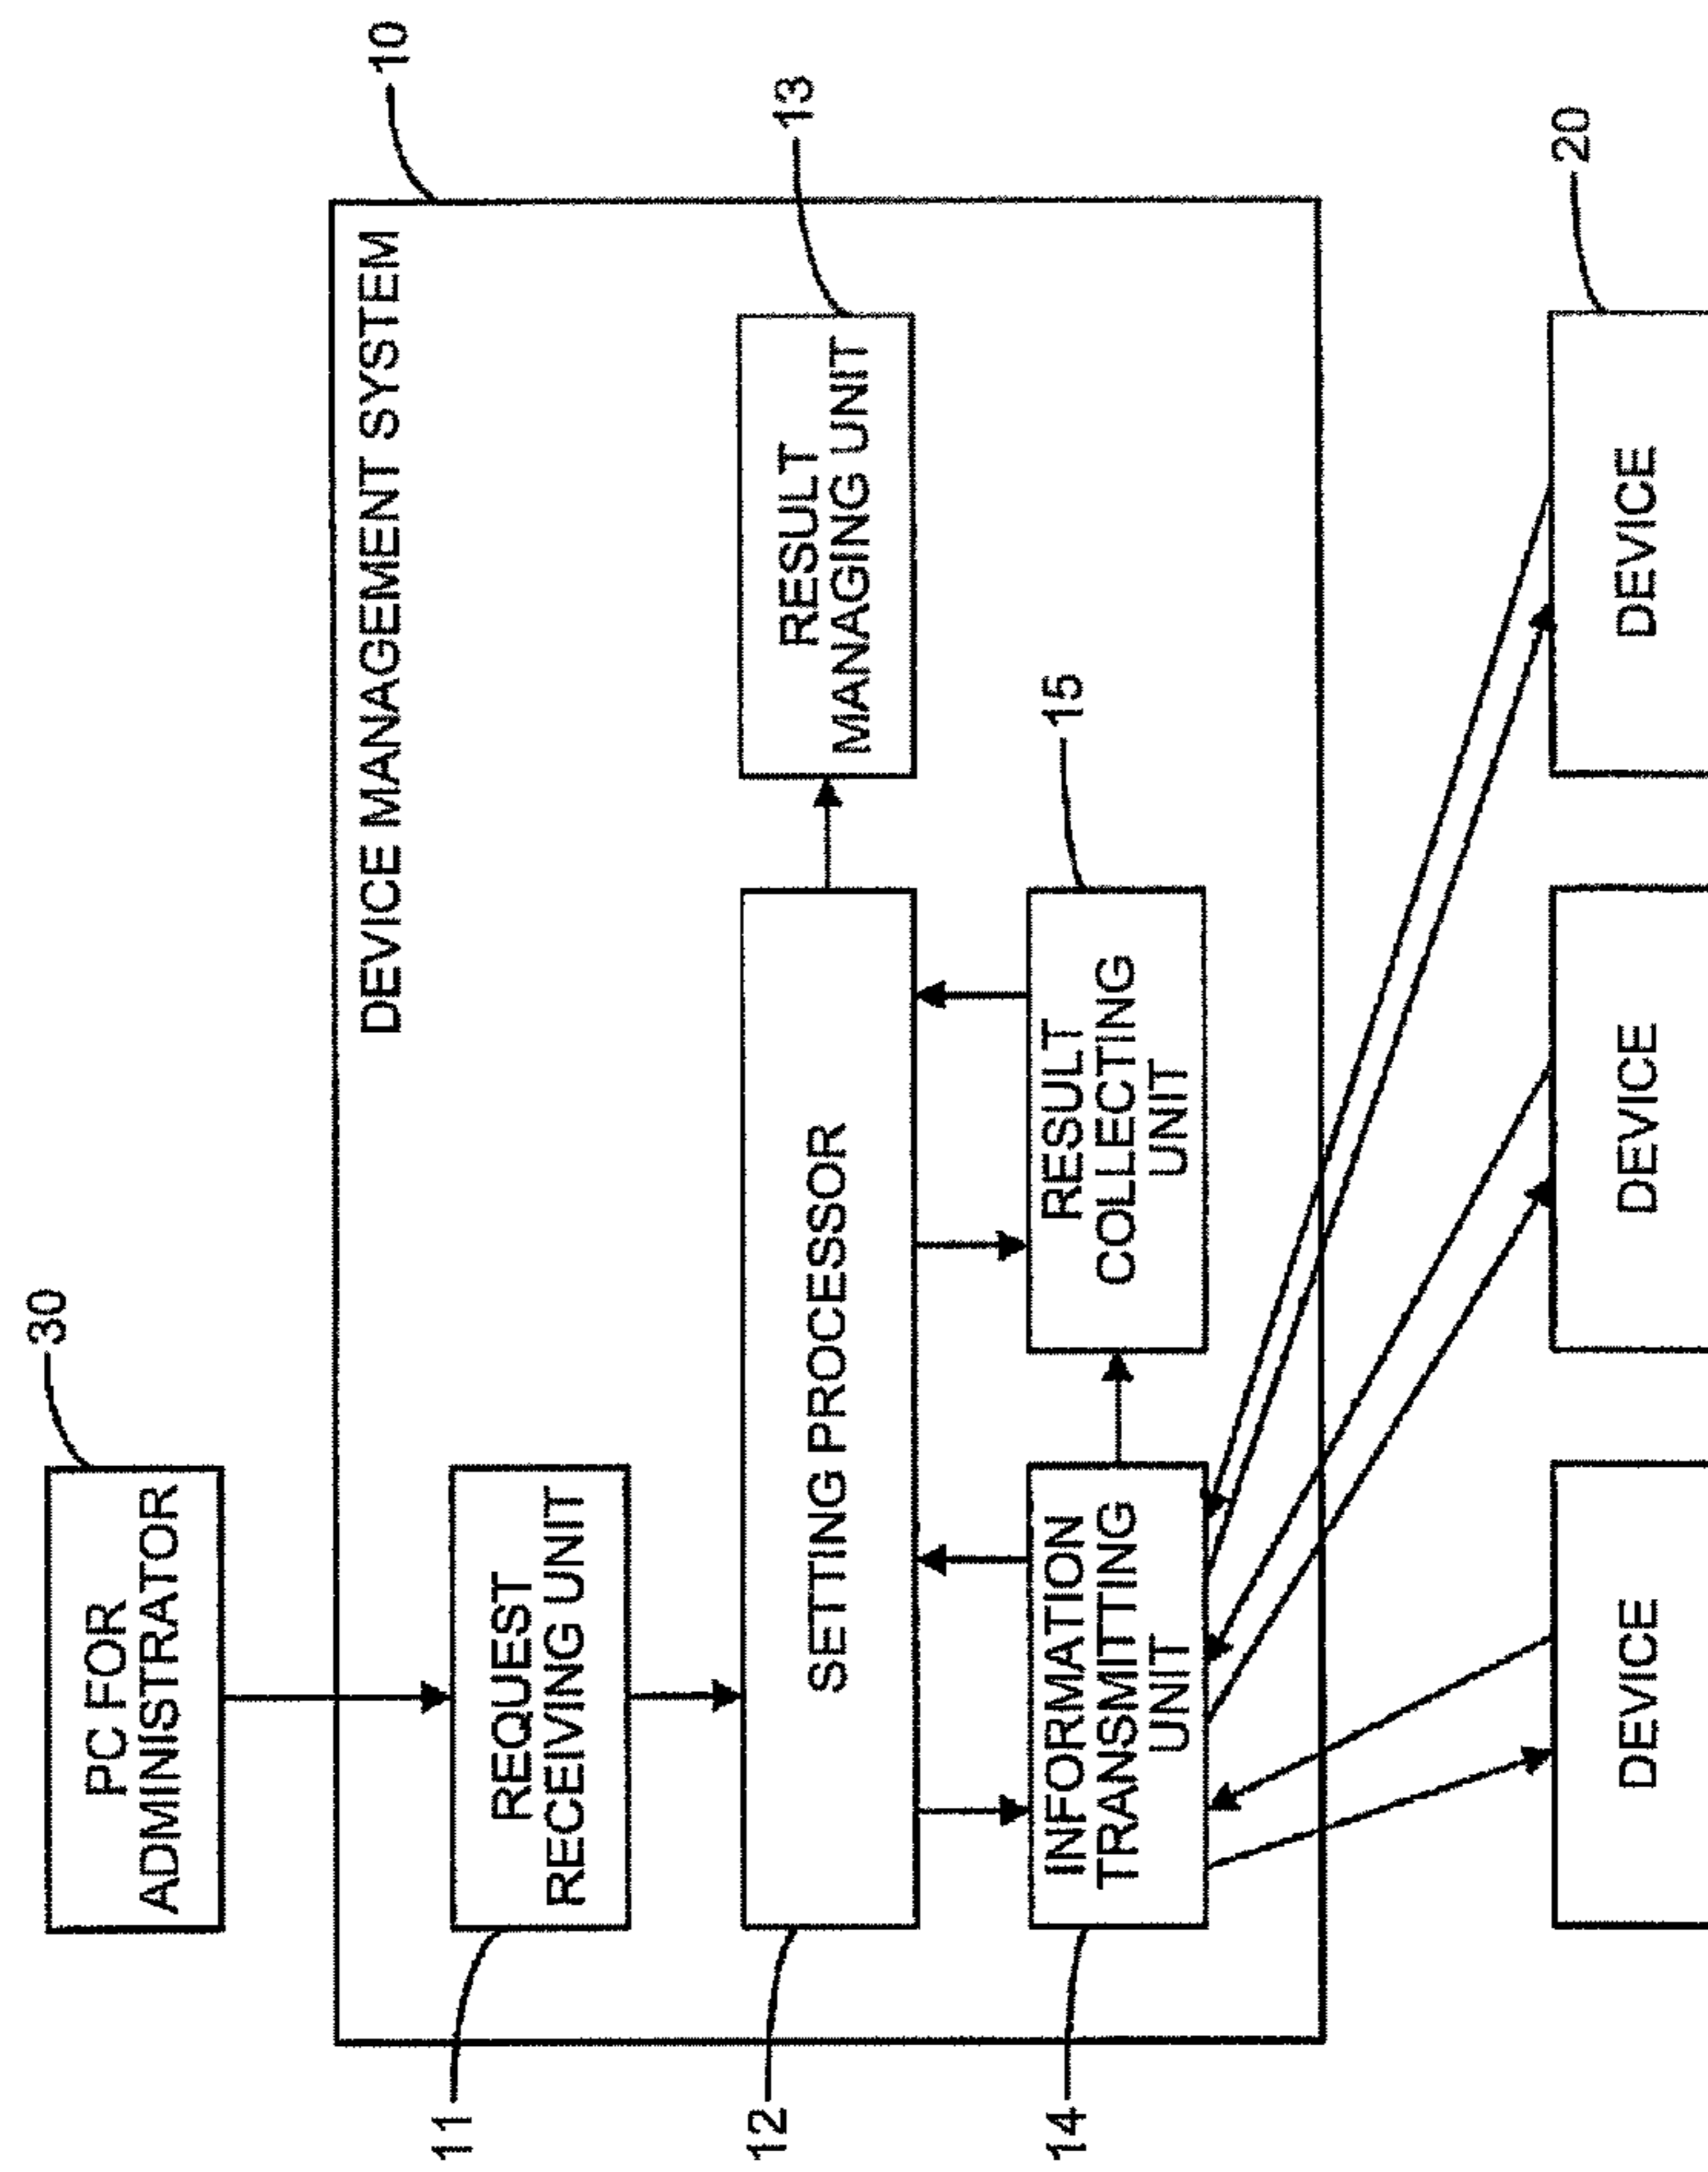 30
PC FOR
ADMINISTRATOR
10
DEVICE MANAGEMENT SYSTEM
11
REQUEST
RECEIVING UNIT
12
SETTING PROCESSOR
13
RESULT
MANAGING UNIT
14
INFORMATION
TRANSMITTING
UNIT
15
RESULT
COLLECTING
UNIT
20
DEVICE
DEVICE
DEVICE